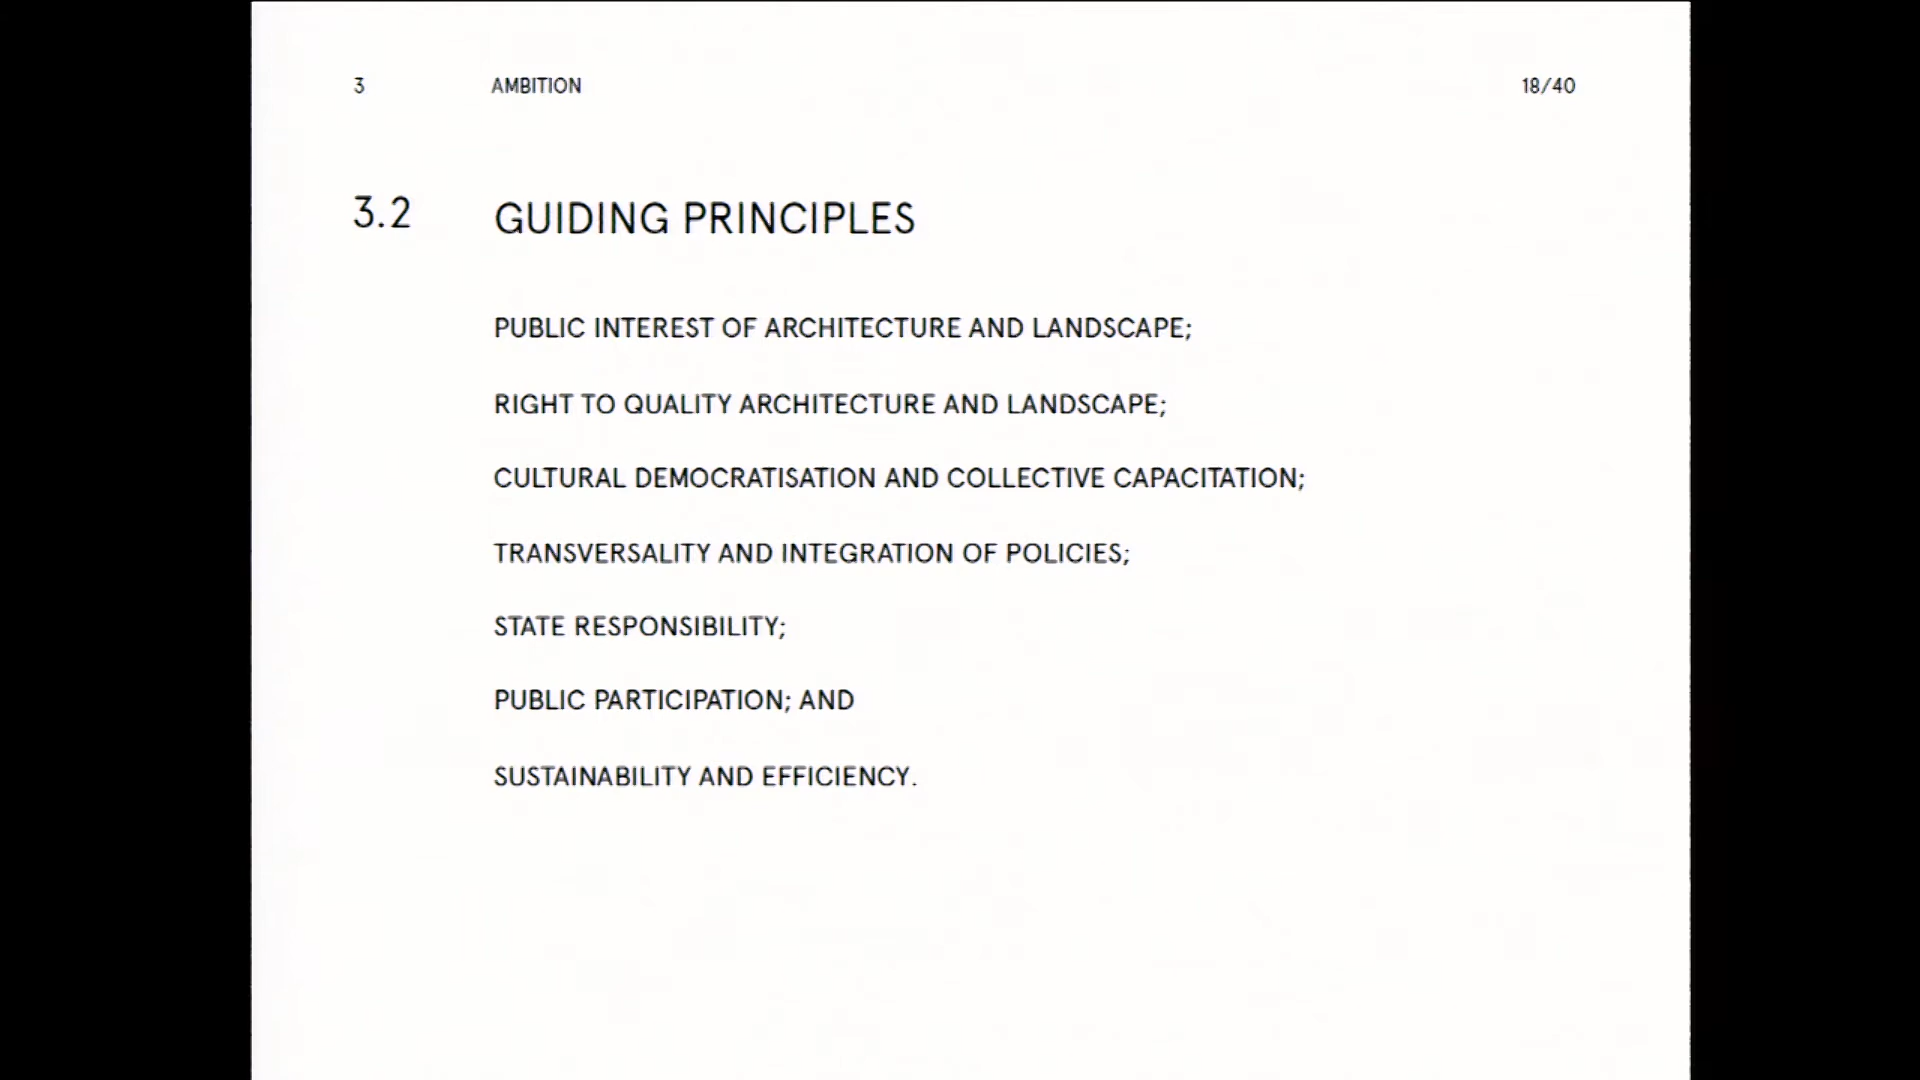 3 AMBITION 18/40
3.2 GUIDING PRINCIPLES
PUBLIC INTEREST OF ARCHITECTURE AND LANDSCAPE;
RIGHT TO QUALITY ARCHITECTURE AND LANDSCAPE;
CULTURAL DEMOCRATISATION AND COLLECTIVE CAPACITATION;
TRANSVERSALITY AND INTEGRATION OF POLICIES;
STATE RESPONSIBILITY;
PUBLIC PARTICIPATION; AND
SUSTAINABILITY AND EFFICIENCY.